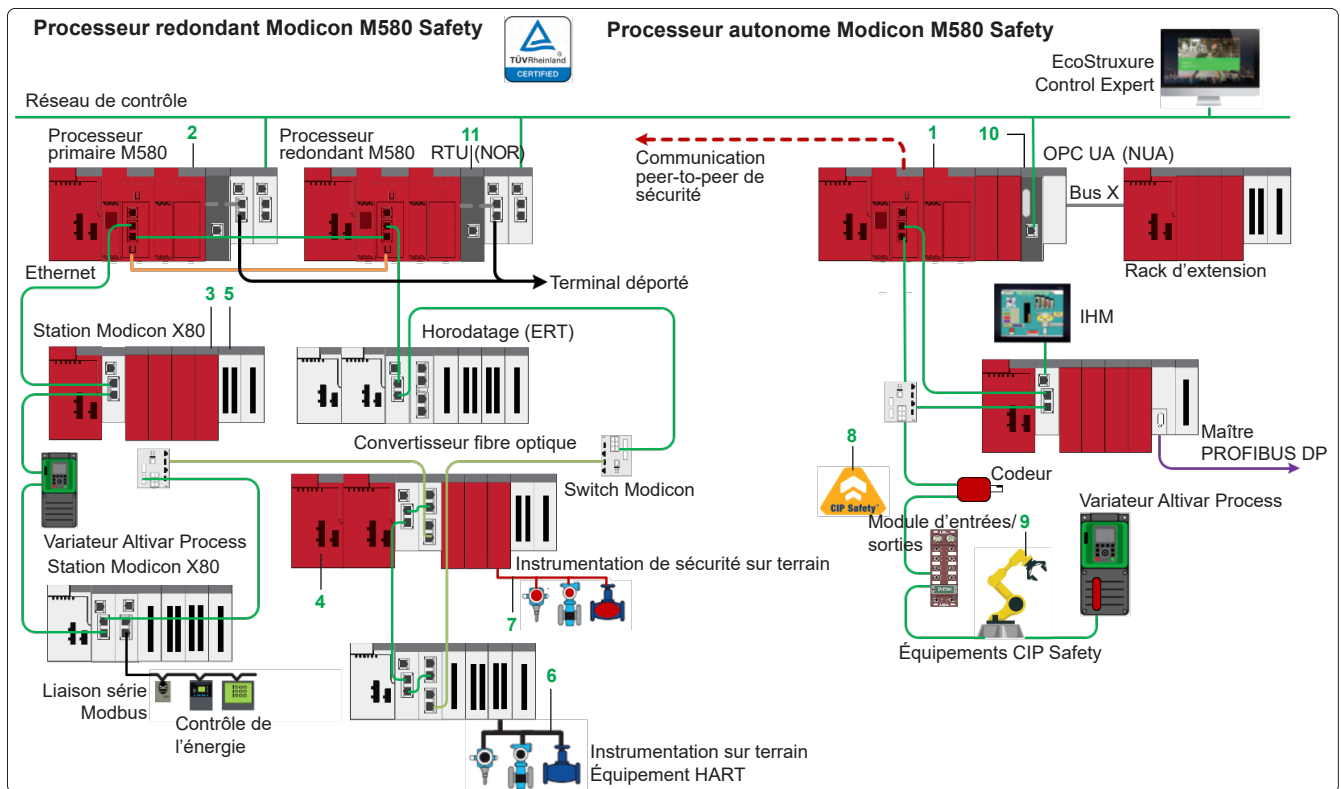 Processeur redondant Modicon M580 Safety
TÜVRheinland
CERTIFIED
Processeur autonome Modicon M580 Safety
EcoStruxure
Control Expert
Réseau de contrôle
Processeur
primaire M580
2
Processeur
redondant M580
11
RTU (NOR)
Communication
peer-to-peer de
sécurité
1
10
OPC UA (NUA)
Bus X
Rack d'extension
Ethernet
Terminal déporté
Station Modicon X80
3
5
Horodatage (ERT)
IHM
Convertisseur fibre optique
Switch Modicon
Maître
PROFIBUS DP
8
CIP Safety
Codeur
Variateur Altivar Process
Module d'entrées/
sorties
9
Variateur Altivar Process
Station Modicon X80
4
Instrumentation de sécurité sur terrain
7
Équipements CIP Safety
Liaison série
Modbus
Contrôle de
l'énergie
6
Instrumentation sur terrain
Équipement HART